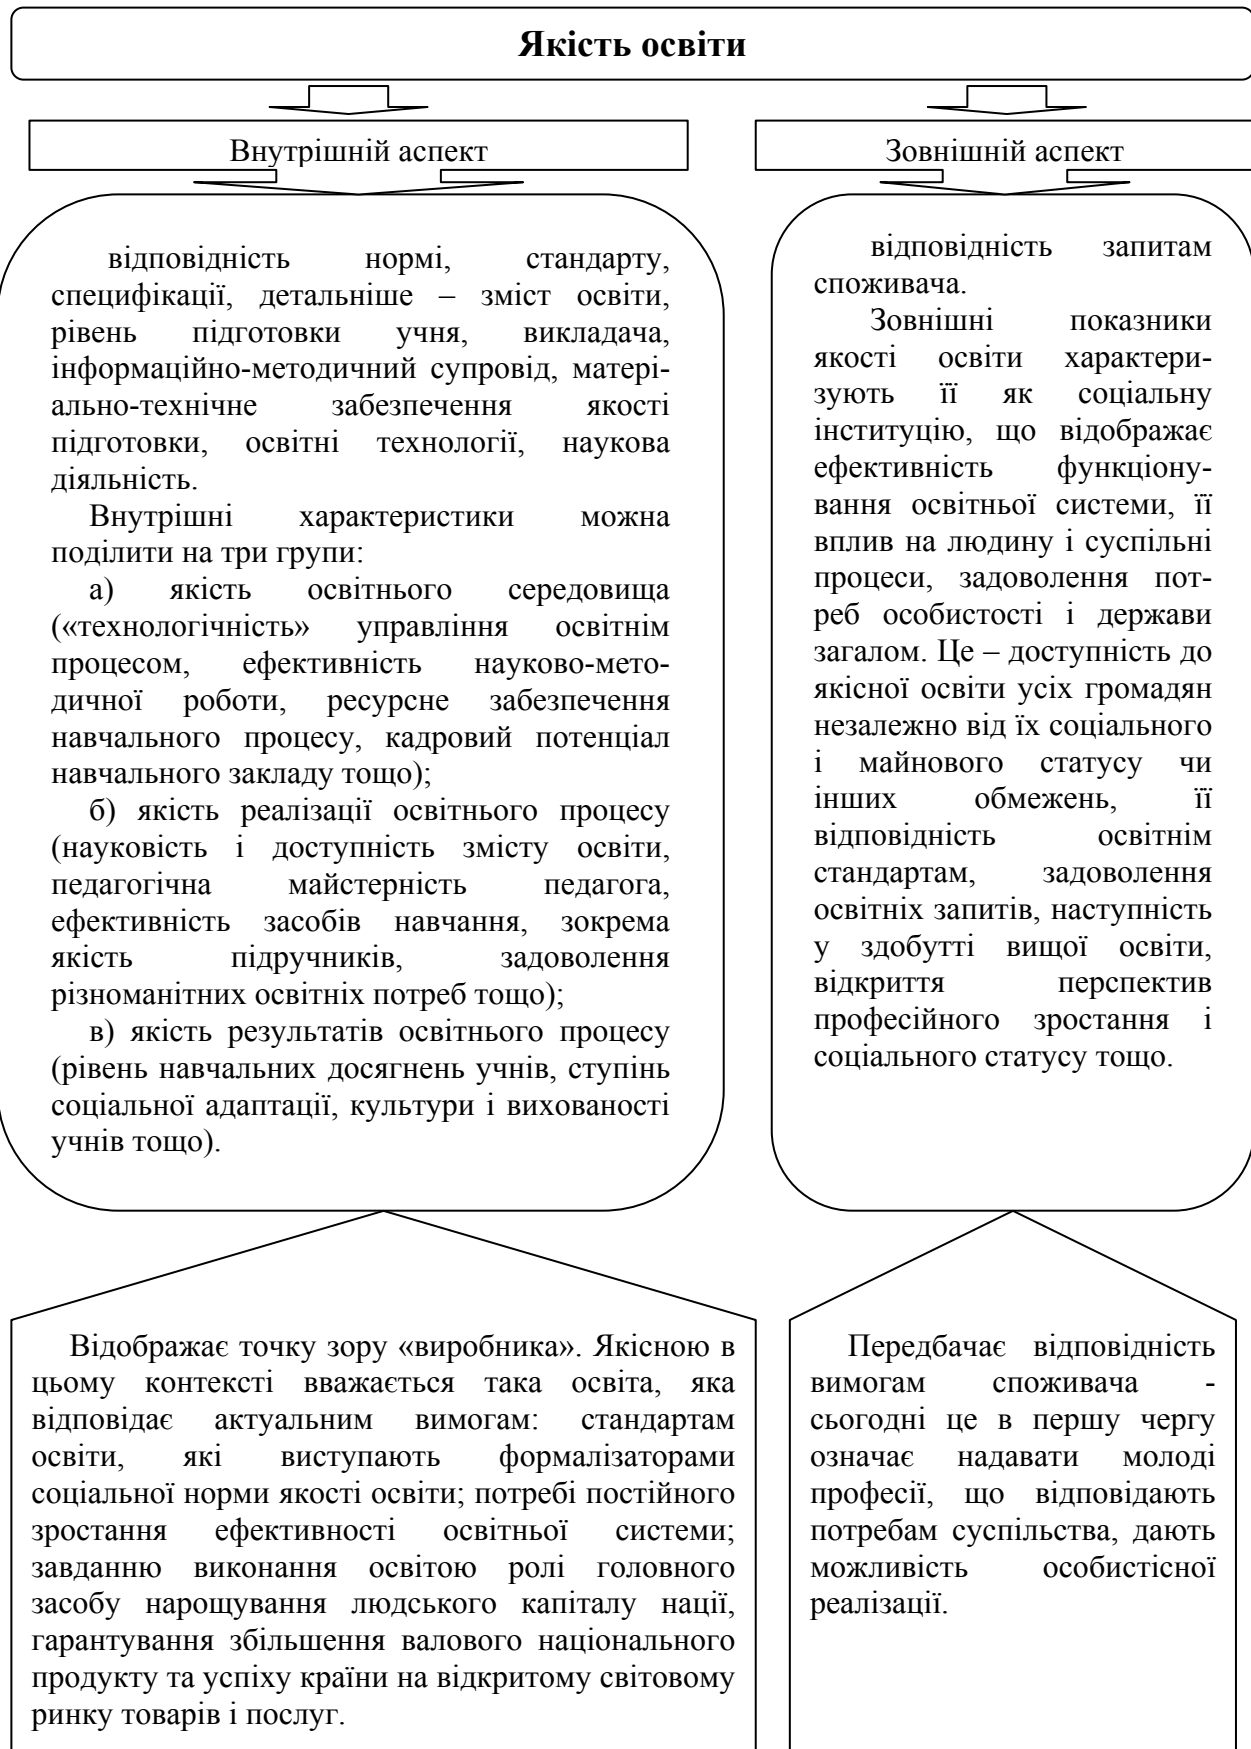 Якість освіти
Внутрішній аспект
Зовнішній аспект
відповідність нормі, стандарту,
специфікації, детальніше – зміст освіти,
рівень підготовки учня, викладача,
інформаційно-методичний супровід, матері-
ально-технічне забезпечення якості
підготовки, освітні технології, наукова
діяльність.
Внутрішні характеристики можна
поділити на три групи:
а) якість освітнього середовища
(«технологічність» управління освітнім
процесом, ефективність науково-мето-
дичної роботи, ресурсне забезпечення
навчального процесу, кадровий потенціал
навчального закладу тощо);
б) якість реалізації освітнього процесу
(науковість і доступність змісту освіти,
педагогічна майстерність педагога,
ефективність засобів навчання, зокрема
якість підручників, задоволення
різноманітних освітніх потреб тощо);
в) якість результатів освітнього процесу
(рівень навчальних досягнень учнів, ступінь
соціальної адаптації, культури і вихованості
учнів тощо).
відповідність запитам
споживача.
Зовнішні показники
якості освіти характери-
зують її як соціальну
інституцію, що відображає
ефективність функціону-
вання освітньої системи, її
вплив на людину і суспільні
процеси, задоволення пот-
реб особистості і держави
загалом. Це – доступність до
якісної освіти усіх громадян
незалежно від їх соціального
і майнового статусу чи
інших обмежень, її
відповідність освітнім
стандартам, задоволення
освітніх запитів, наступність
у здобутті вищої освіти,
відкриття перспектив
професійного зростання і
соціального статусу тощо.
Відображає точку зору «виробника». Якісною в
цьому контексті вважається така освіта, яка
відповідає актуальним вимогам: стандартам
освіти, які виступають формалізаторами
соціальної норми якості освіти; потребі постійного
зростання ефективності освітньої системи;
завданню виконання освітою ролі головного
засобу нарощування людського капіталу нації,
гарантування збільшення валового національного
продукту та успіху країни на відкритому світовому
ринку товарів і послуг.
Передбачає відповідність
вимогам споживача -
сьогодні це в першу чергу
означає надавати молоді
професії, що відповідають
потребам суспільства, дають
можливість особистісної
реалізації.